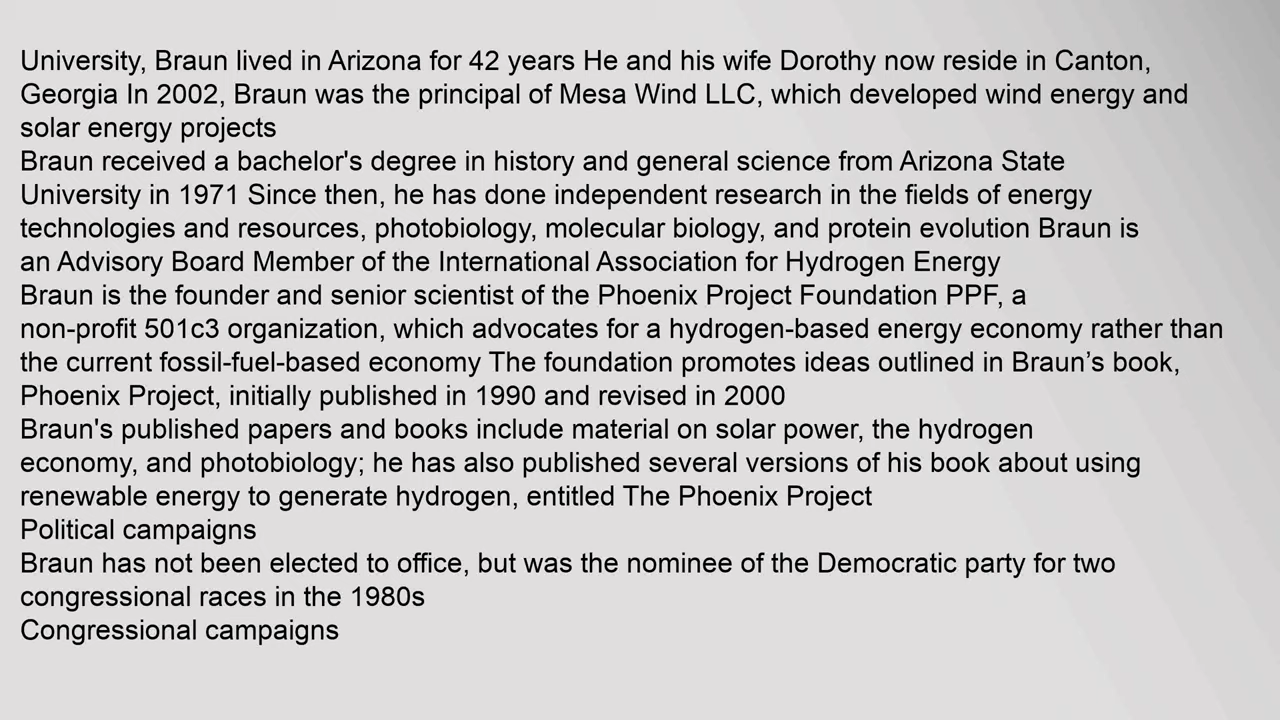 University, Braun lived in Arizona for 42 years He and his wife Dorothy now reside in Canton,
Georgia In 2002, Braun was the principal of Mesa Wind LLC, which developed wind energy and
solar energy projects
Braun received a bachelor's degree in history and general science from Arizona State
University in 1971 Since then, he has done independent research in the fields of energy
technologies and resources, photobiology, molecular biology, and protein evolution Braun is
an Advisory Board Member of the International Association for Hydrogen Energy
Braun is the founder and senior scientist of the Phoenix Project Foundation PPF, a
non-profit 501c3 organization, which advocates for a hydrogen-based energy economy rather than
the current fossil-fuel-based economy The foundation promotes ideas outlined in Braun’s book,
Phoenix Project, initially published in 1990 and revised in 2000
Braun's published papers and books include material on solar power, the hydrogen
economy, and photobiology; he has also published several versions of his book about using
renewable energy to generate hydrogen, entitled The Phoenix Project
Political campaigns
Braun has not been elected to office, but was the nominee of the Democratic party for two
congressional races in the 1980s
Congressional campaigns